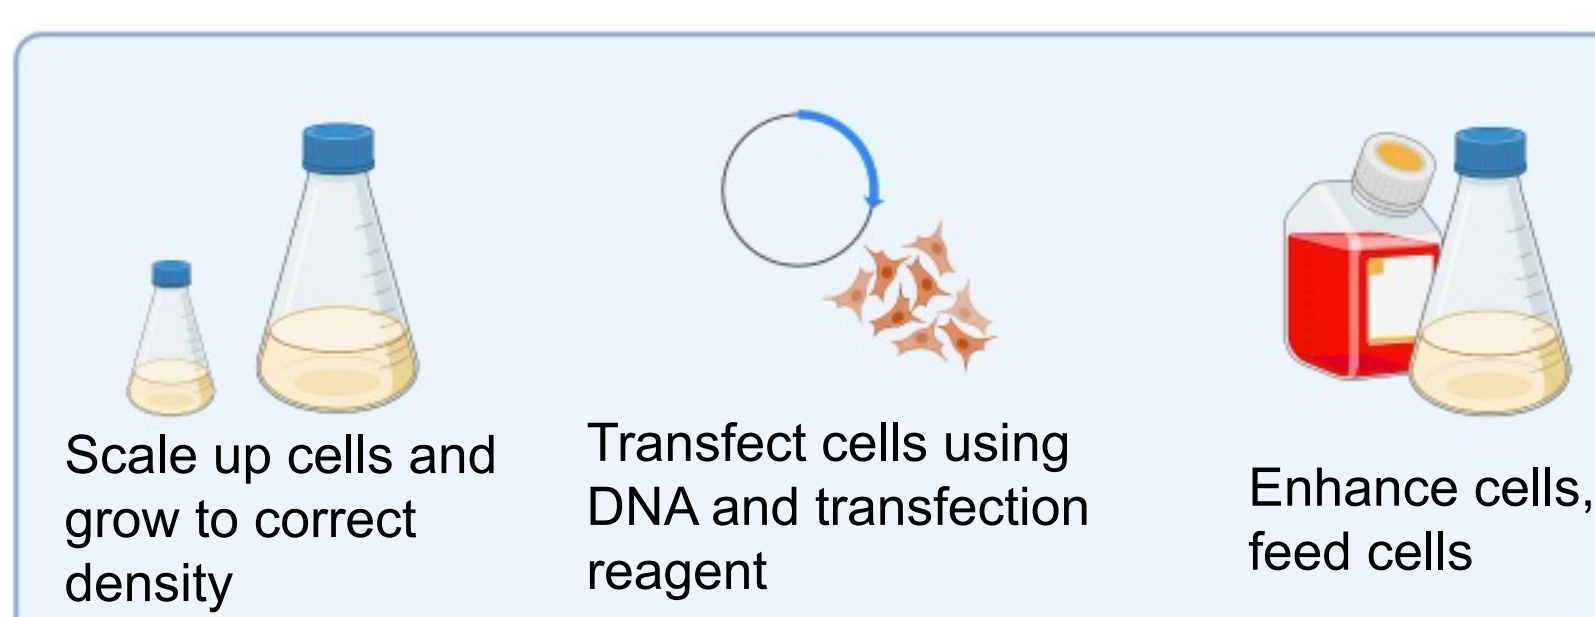 Scale up cells and
grow to correct
density
Transfect cells using
DNA and transfection
reagent
Enhance cells,
feed cells